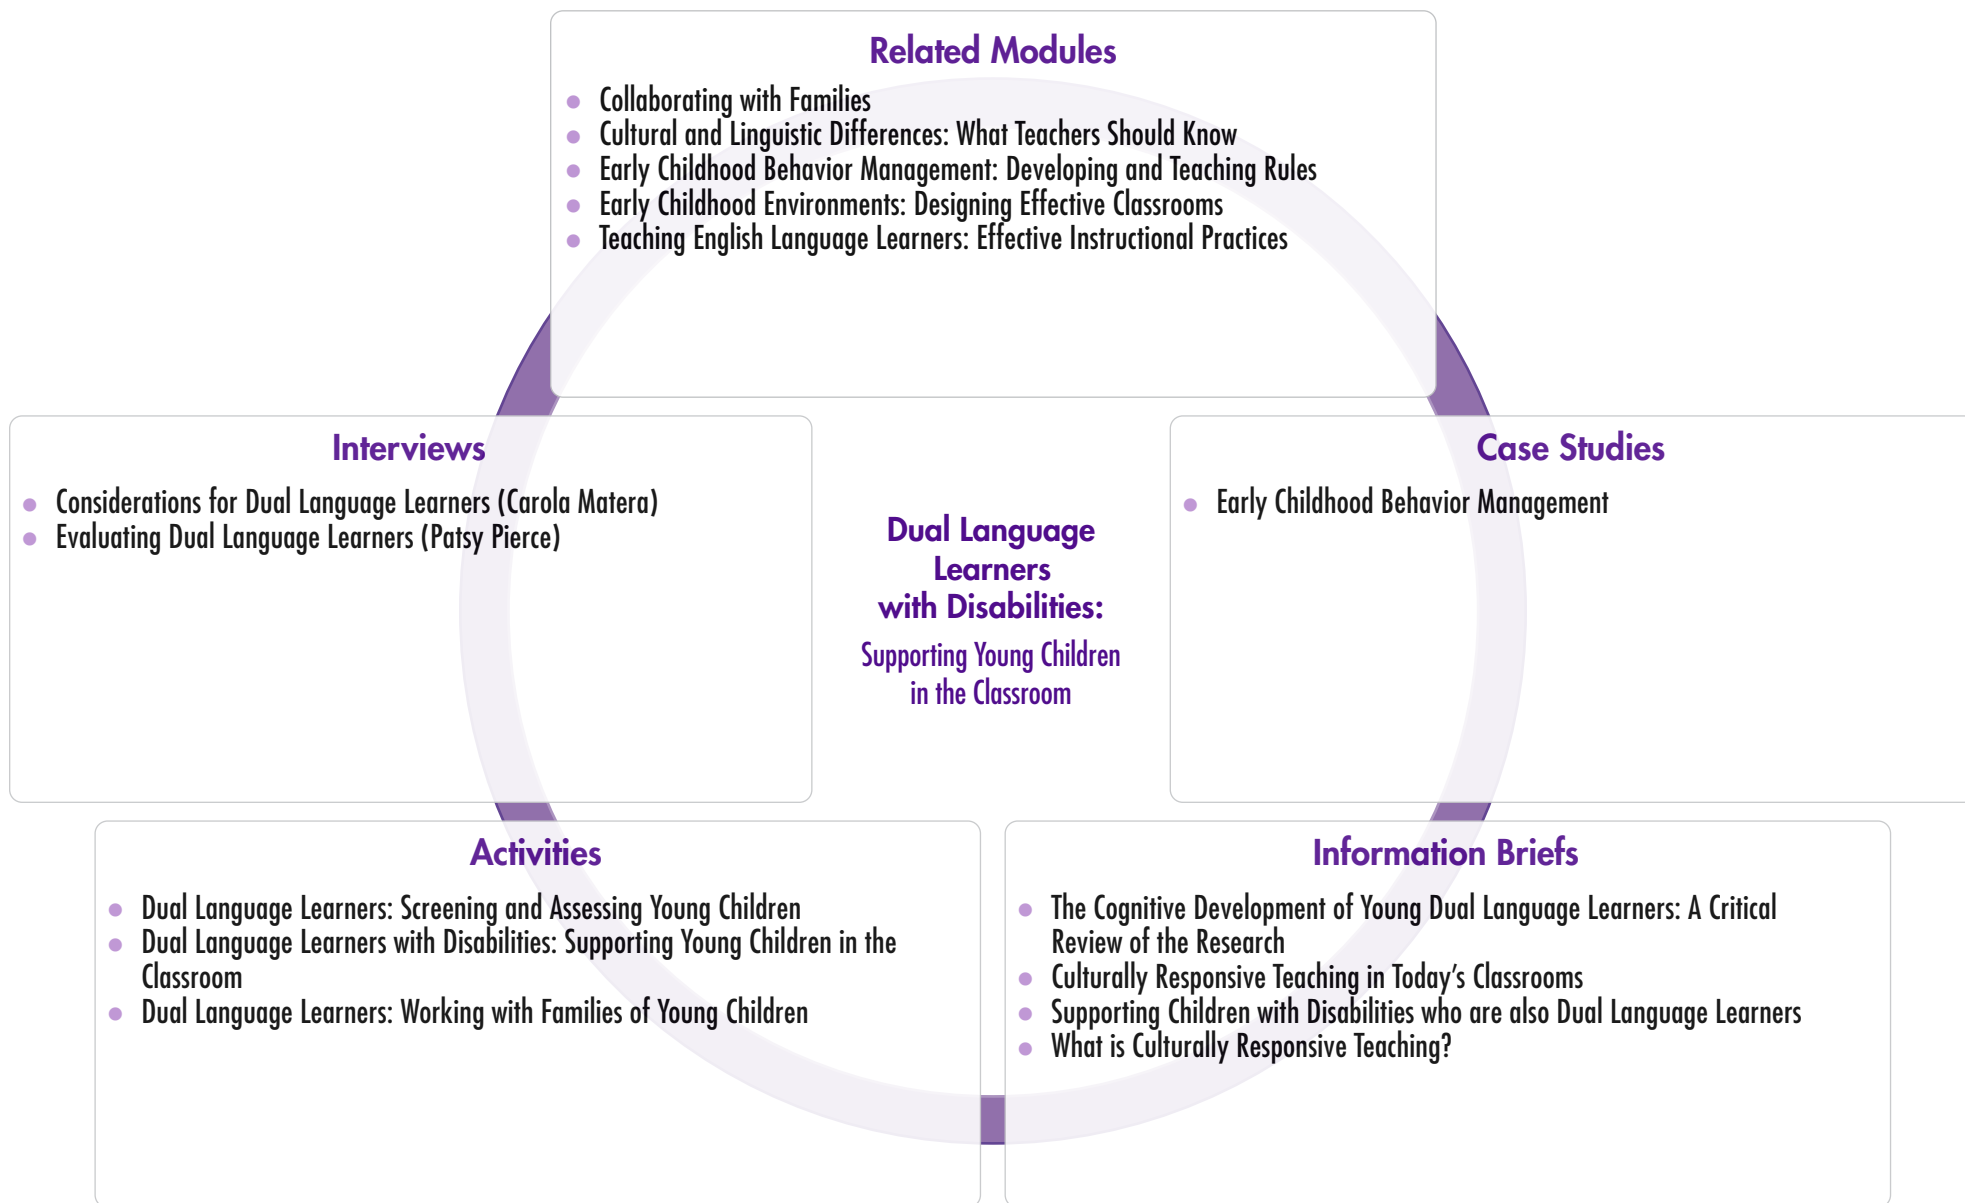 Related Modules
Collaborating with Families
Cultural and Linguistic Differences: What Teachers Should Know
Early Childhood Behavior Management: Developing and Teaching Rules
Early Childhood Environments: Designing Effective Classrooms
Teaching English Language Learners: Effective Instructional Practices
Interviews
Considerations for Dual Language Learners (Carola Matera)
Evaluating Dual Language Learners (Patsy Pierce)
Dual Language
Learners
with Disabilities:
Supporting Young Children
in the Classroom
Case Studies
Early Childhood Behavior Management
Activities
Dual Language Learners: Screening and Assessing Young Children
Dual Language Learners with Disabilities: Supporting Young Children in the
Classroom
Dual Language Learners: Working with Families of Young Children
Information Briefs
The Cognitive Development of Young Dual Language Learners: A Critical
Review of the Research
Culturally Responsive Teaching in Today’s Classrooms
Supporting Children with Disabilities who are also Dual Language Learners
What is Culturally Responsive Teaching?